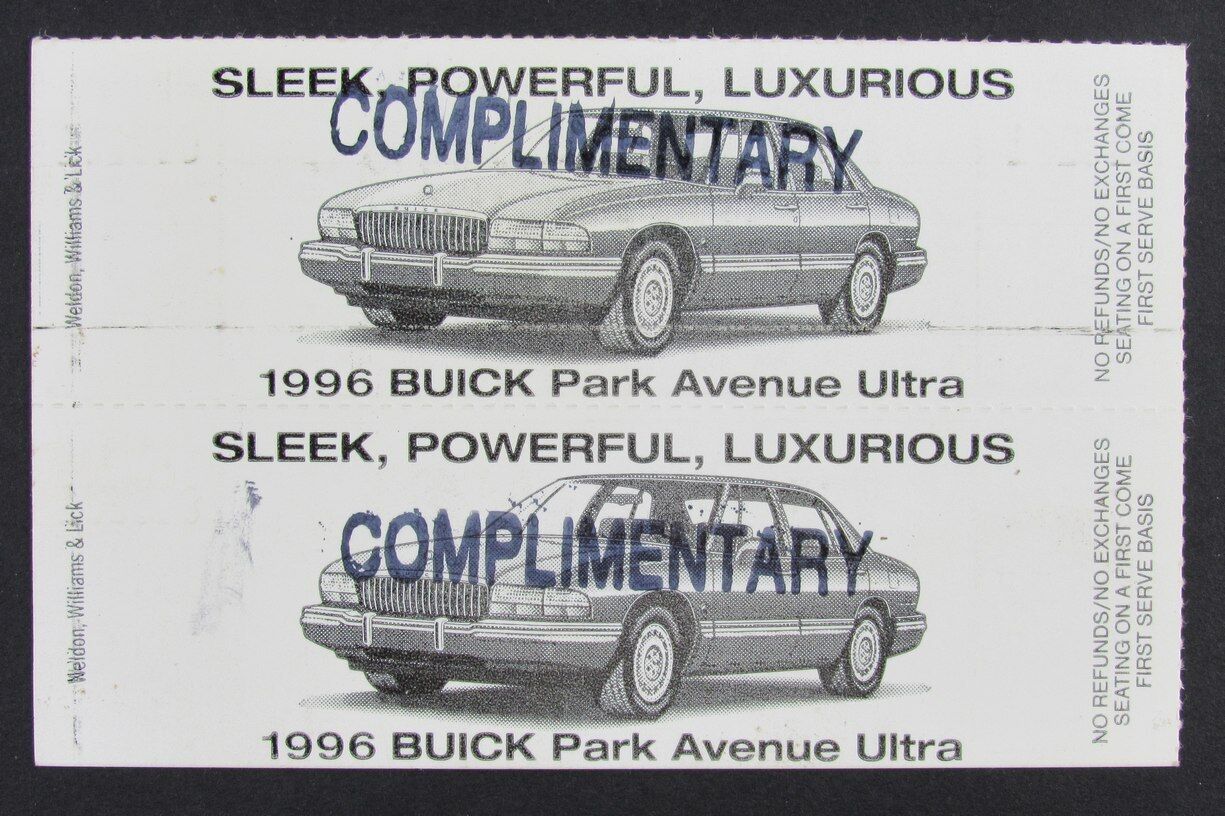 SLEEK, POWERFUL, LUXURIOUS
COMPLIMENTARY
BUICK
1996 BUICK Park Avenue Ultra
Weldon, Williams & Lick
NO REFUNDS/NO EXCHANGES
SEATING ON A FIRST COME
FIRST SERVE BASIS
SLEEK, POWERFUL, LUXURIOUS
COMPLIMENTARY
1996 BUICK Park Avenue Ultra
Weldon, Williams & Lick
NO REFUNDS/NO EXCHANGES
SEATING ON A FIRST COME
FIRST SERVE BASIS